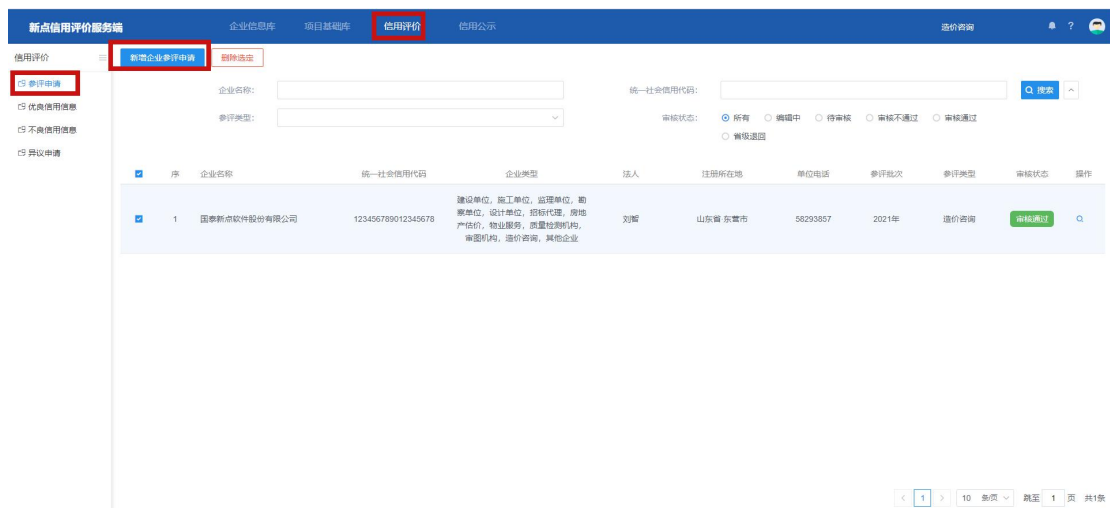 新点信用评价服务端 企业信息库 项目基础库 信用评价 信用公示 造价咨询 ?
信用评价 新增企业参评申请 删除选定
参评申请
优良信用信息
不良信用信息
异议申请
企业名称: 统一社会信用代码: 搜索
参评类型: 审核状态: 所有 编辑中 待审核 审核不通过 审核通过
省级退回
序 企业名称 统一社会信用代码 企业类型 法人 注册所在地 单位电话 参评批次 参评类型 审核状态 操作
建设单位, 施工单位, 监理单位, 勘
察单位, 设计单位, 招标代理, 房地
产估价, 物业服务, 质量检测机构,
审图机构, 造价咨询, 其他企业
1 国泰新点软件股份有限公司 123456789012345678 刘智 山东省·东营市 58293857 2021年 造价咨询 审核通过
1 10 条/页 跳至 1 页 共1条